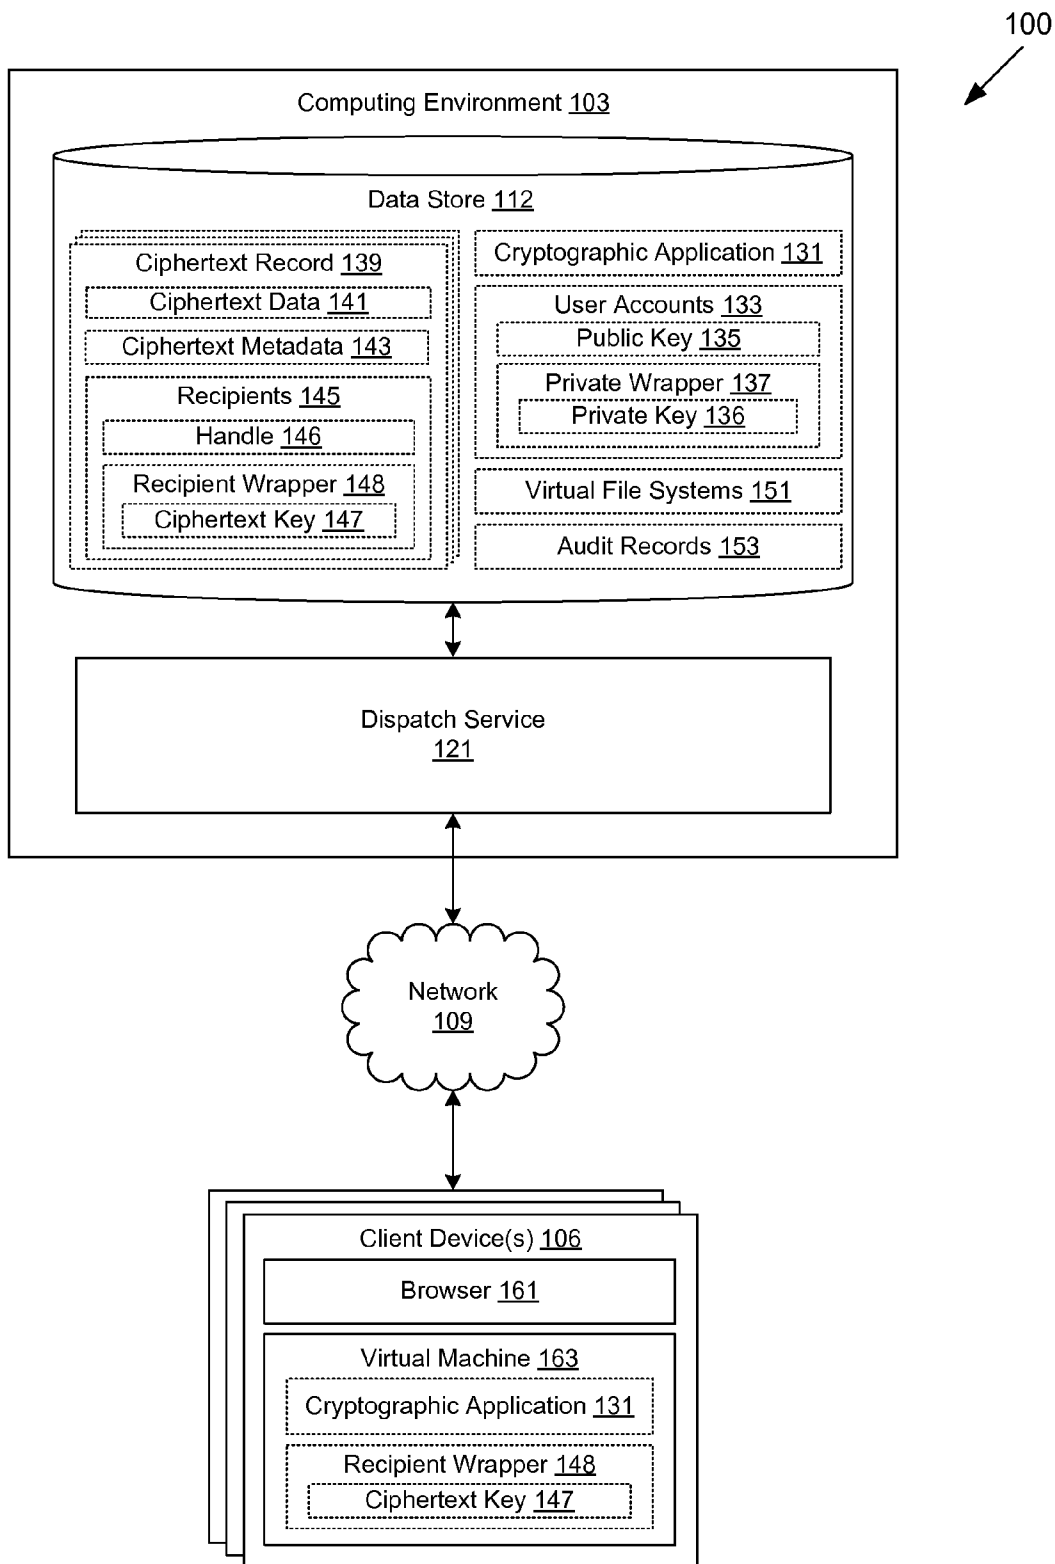 100
Computing Environment 103
Data Store 112
Ciphertext Record 139
Ciphertext Data 141
Ciphertext Metadata 143
Recipients 145
Handle 146
Recipient Wrapper 148
Ciphertext Key 147
Cryptographic Application 131
User Accounts 133
Public Key 135
Private Wrapper 137
Private Key 136
Virtual File Systems 151
Audit Records 153
Dispatch Service
121
Network
109
Client Device(s) 106
Browser 161
Virtual Machine 163
Cryptographic Application 131
Recipient Wrapper 148
Ciphertext Key 147